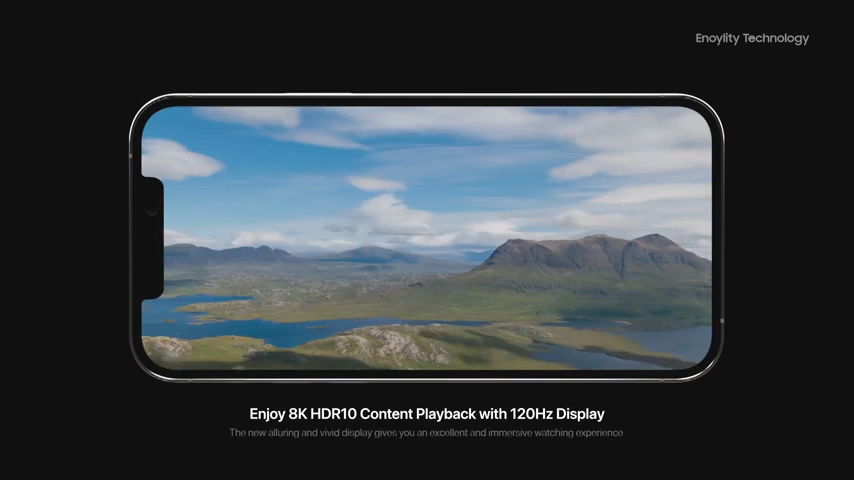 Enoylity Technology
Enjoy 8K HDR10 Content Playback with 120Hz Display
The new alluring and vivid display gives you an excellent and immersive watching experience